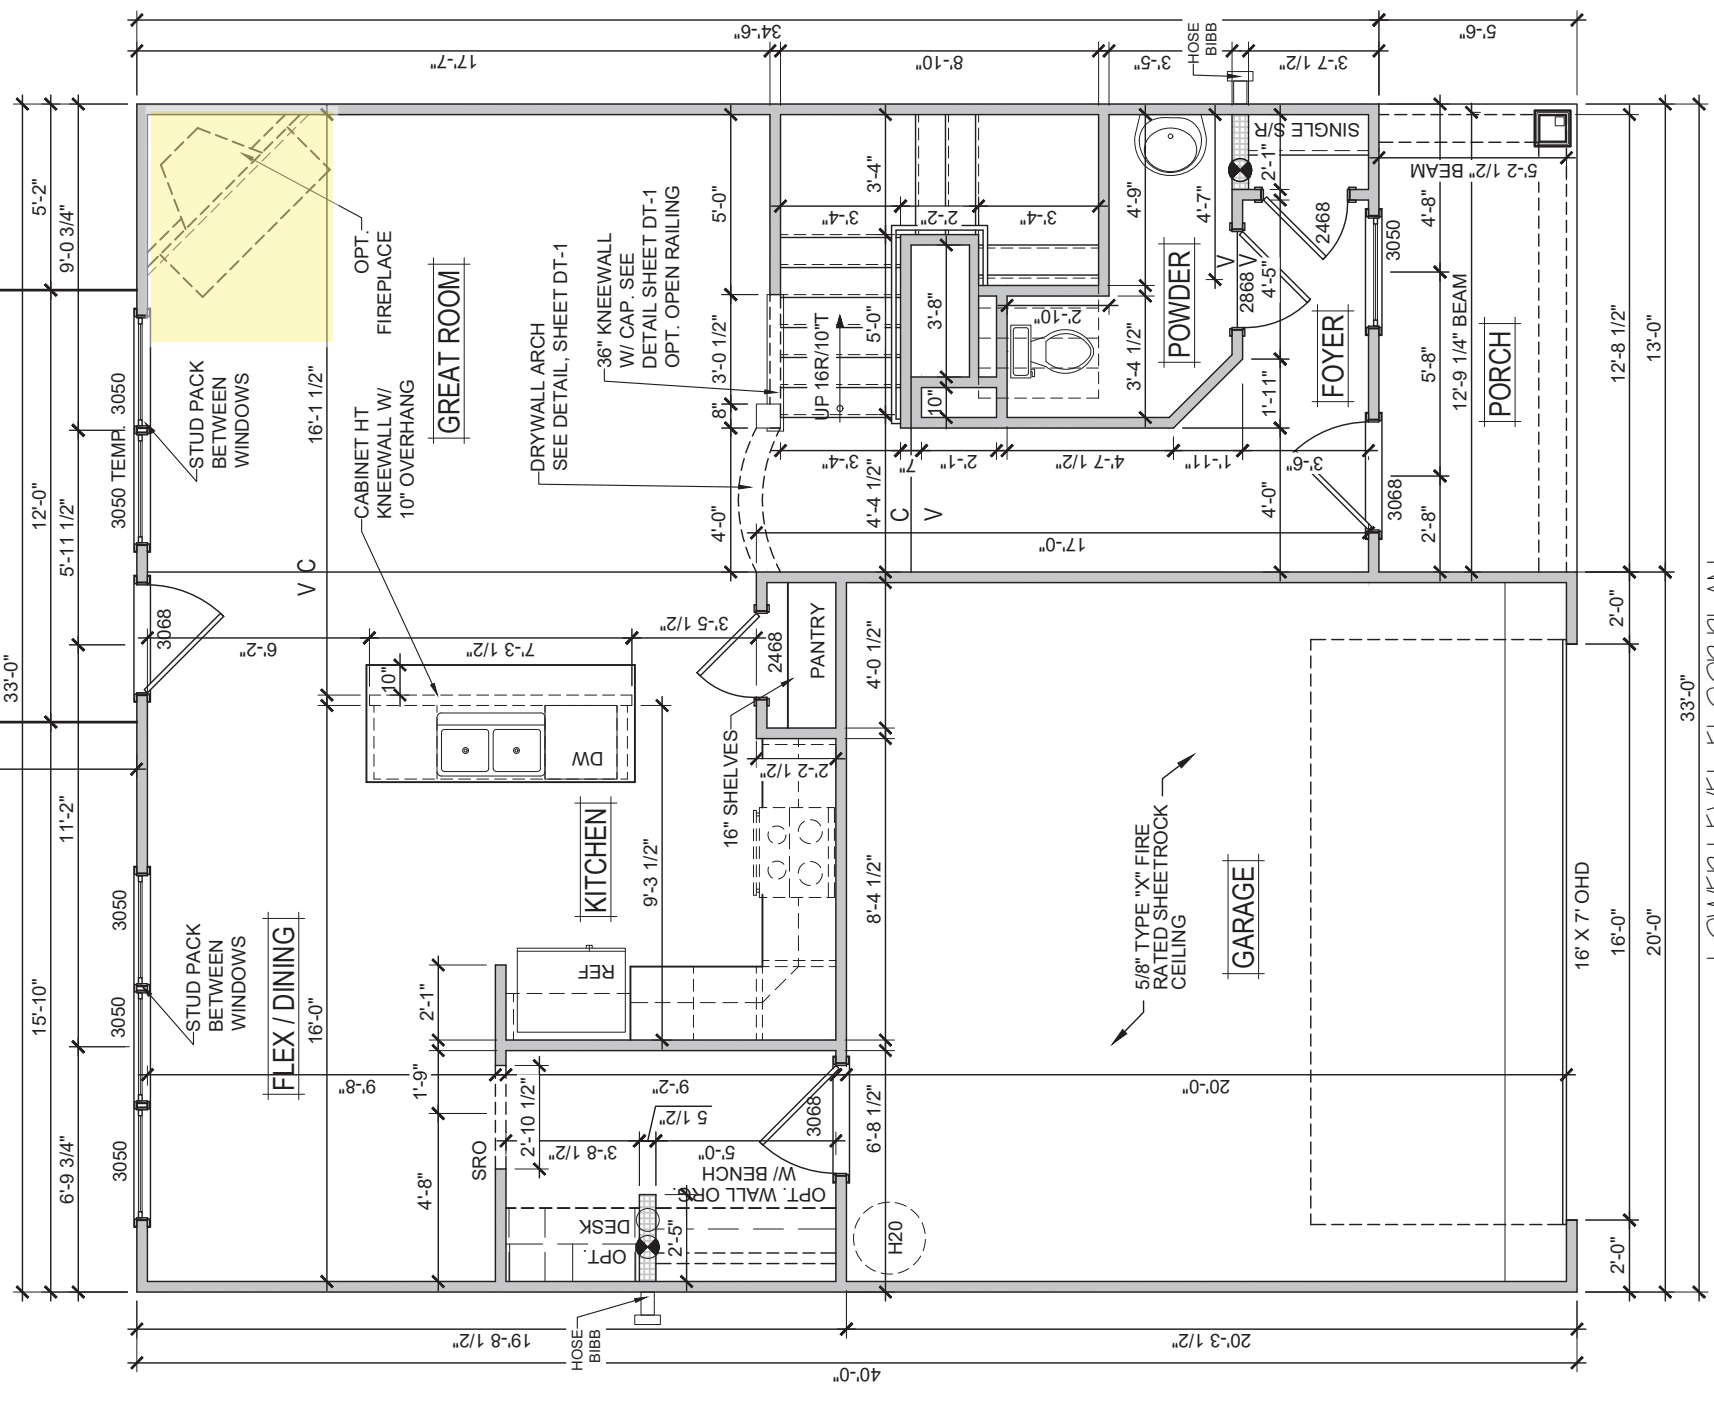 34'-6"
5'-6"
17'-7"
8'-10"
3'-5"
HOSE
BIBB
3'-7 1/2"
33'-0"
5'-2"
12'-0"
15'-10"
9'-0 3/4"
5'-11 1/2"
11'-2"
6'-9 3/4"
3050 TEMP.
3050
3050
3050
3050
STUD PACK
BETWEEN
WINDOWS
OPT.
FIREPLACE
GREAT ROOM
16'-1 1/2"
CABINET HT
KNEEWALL W/
10" OVERHANG
DRYWALL ARCH
SEE DETAIL, SHEET DT-1
36" KNEEWALL
W/ CAP. SEE
DETAIL SHEET DT-1
OPT. OPEN RAILING
5'-0"
3'-0 1/2"
8"
4'-0"
3'-4"
3'-4"
2'-2"
3'-4"
5'-0"
UP 16R/10"T
3'-8"
10"
2'-10"
4'-9"
3'-4 1/2"
POWDER
4'-7"
V
V
2868
4'-5"
2'-1"
SINGLE S/R
2468
3050
FOYER
1'-11"
3'-4"
7"
2'-1"
4'-7 1/2"
1'-11"
3'-6"
4'-4 1/2"
C
V
17'-0"
4'-0"
3068
5'-2 1/2" BEAM
4'-8"
5'-8"
2'-8"
12'-9 1/4" BEAM
PORCH
12'-8 1/2"
13'-0"
V C
3068
6'-2"
7'-3 1/2"
3'-5 1/2"
10"
DW
2468
PANTRY
16" SHELVES
4'-0 1/2"
2'-2 1/2"
KITCHEN
9'-3 1/2"
8'-4 1/2"
REF
STUD PACK
BETWEEN
WINDOWS
FLEX / DINING
16'-0"
2'-1"
1'-9"
9'-8"
9'-2"
20'-0"
SRO
2'-10 1/2"
3'-8 1/2"
5 1/2"
5'-0"
3068
6'-8 1/2"
4'-8"
OPT. WALL ORG.
W/ BENCH
OPT.
DESK
2'-5"
H20
5/8" TYPE "X" FIRE
RATED SHEETROCK
CEILING
GARAGE
16' X 7' OHD
2'-0"
16'-0"
2'-0"
20'-0"
33'-0"
HOSE
BIBB
19'-8 1/2"
20'-3 1/2"
40'-0"